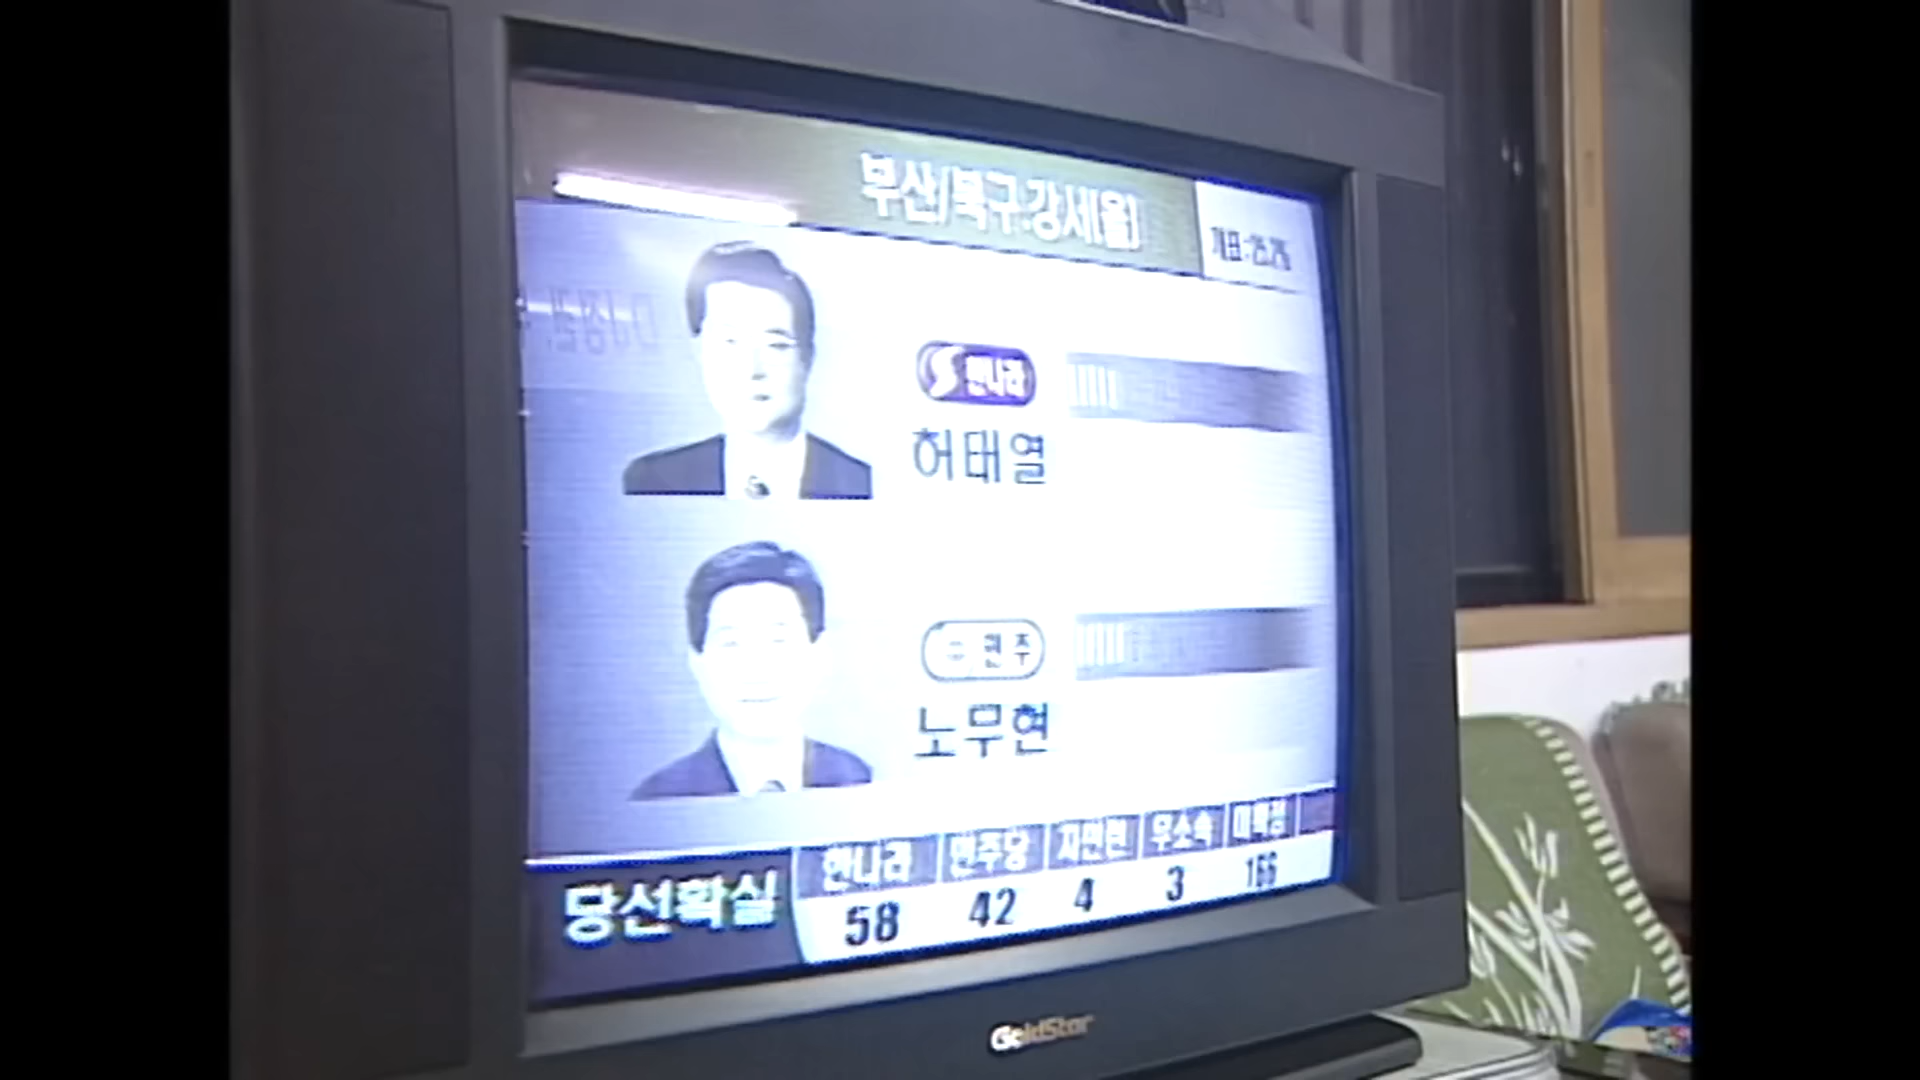 부산/북구·강서[을]
한나라
허태열
민주
노무현
한나라 민주당 자민련 무소속 미확정
당선확실 58 42 4 3 166
GoldStar